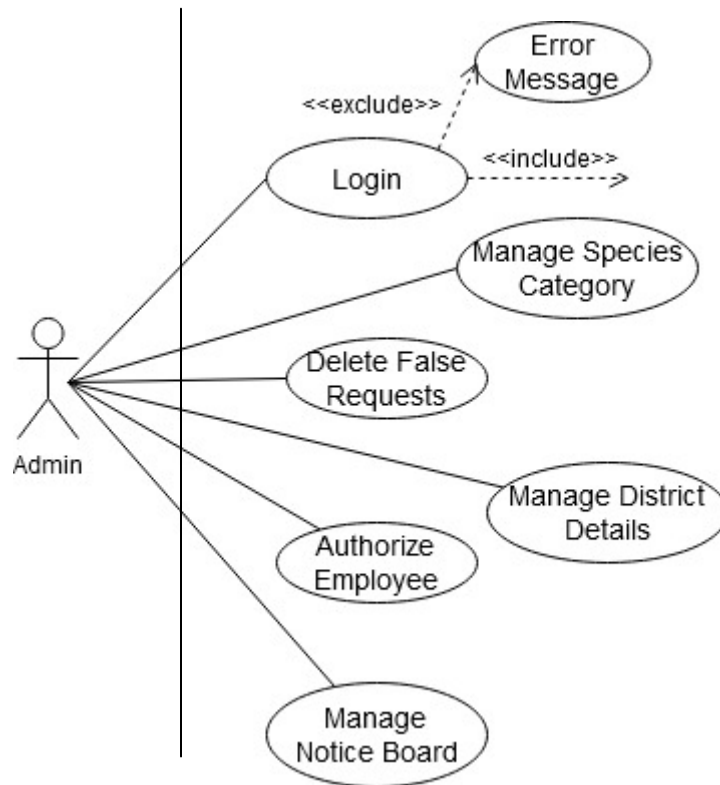 Error
Message
<<exclude>>
<<include>>
Login
Manage Species
Category
Delete False
Requests
Admin
Manage District
Details
Authorize
Employee
Manage
Notice Board